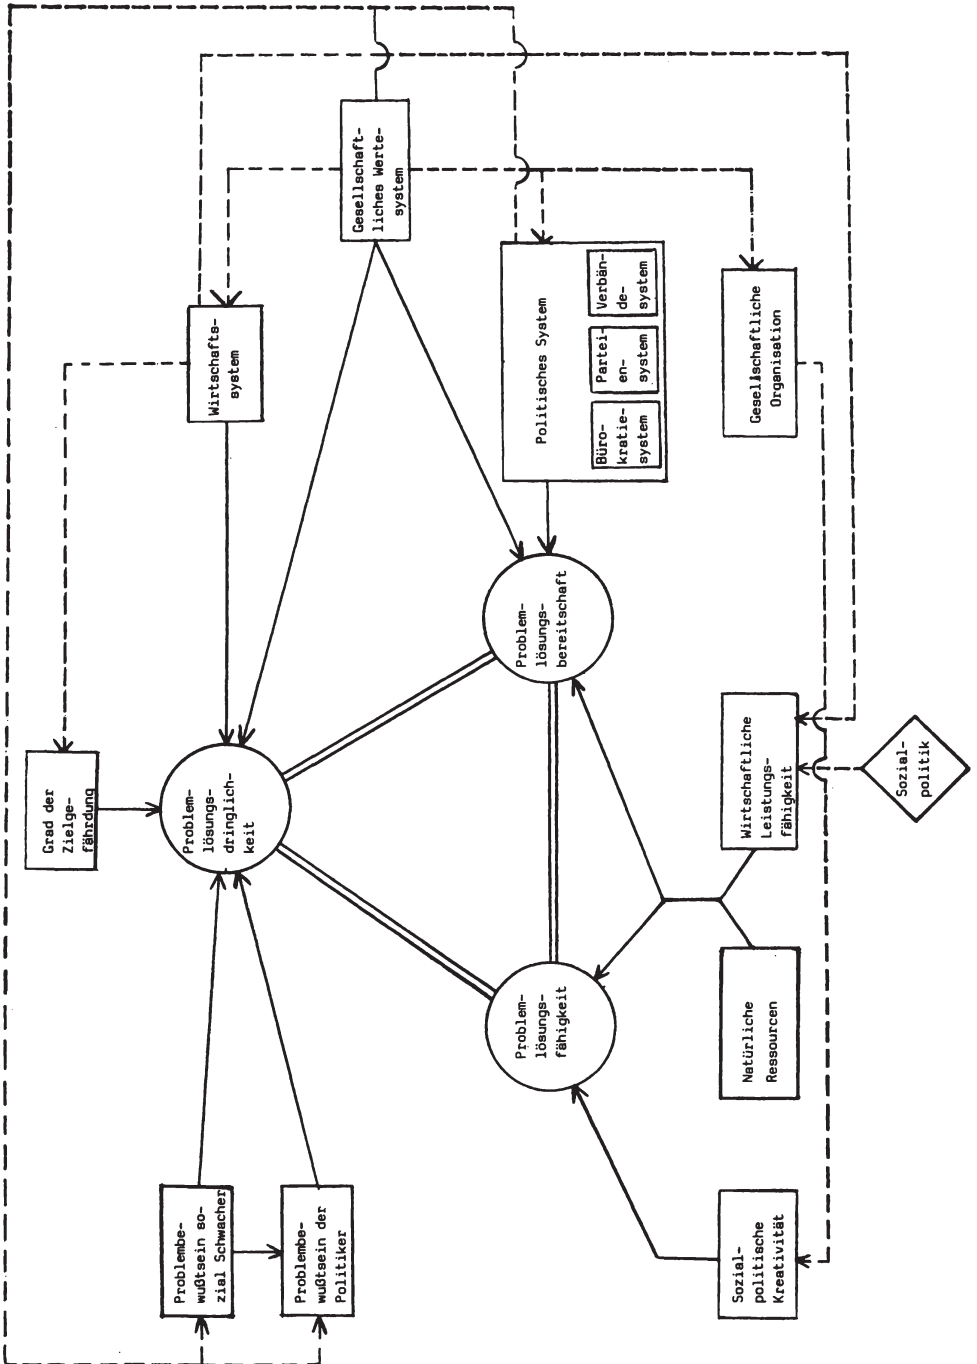 Grad der
Zielge-
fährdung
Problembe-
wußtsein so-
zial Schwacher
Problem-
lösungs-
dringlich-
keit
Wirtschafts-
system
Problembe-
wußtsein der
Politiker
Gesellschaft-
liches Werte-
system
Problem-
lösungs-
fähigkeit
Problem-
lösungs-
bereitschaft
Politisches System
Büro-
kratie-
system
Partei-
en-
system
Verbän-
de-
system
Sozial-
politische
Kreativität
Natürliche
Ressourcen
Wirtschaftliche
Leistungs-
fähigkeit
Gesellschaftliche
Organisation
Sozial-
politik